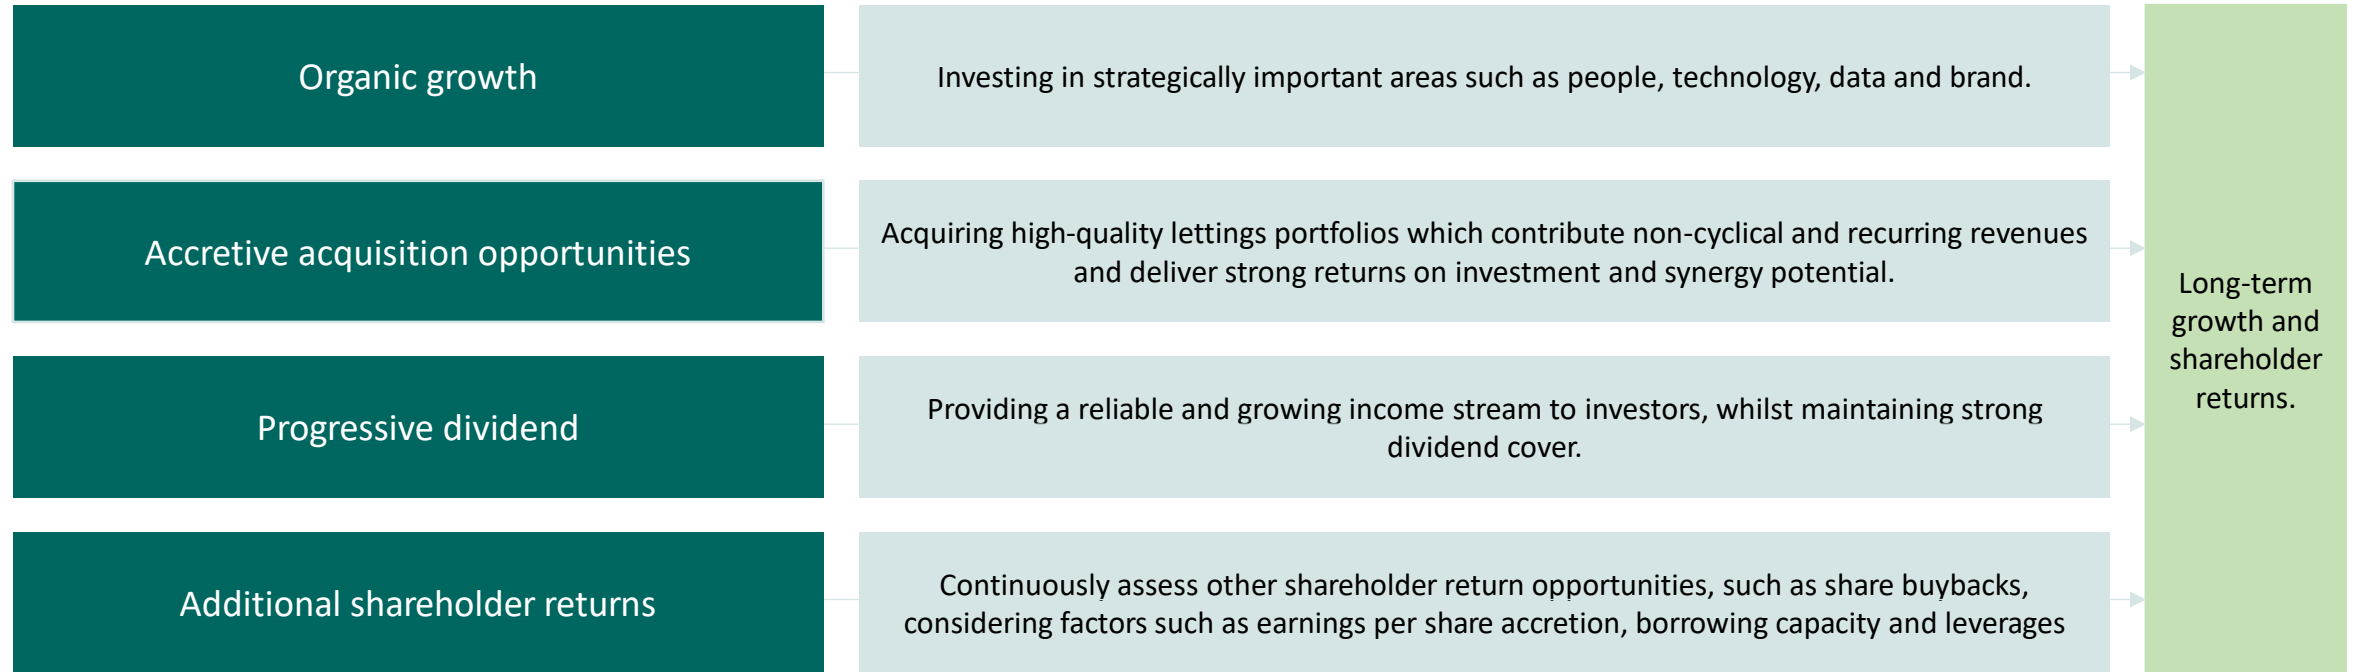 Organic growth
Investing in strategically important areas such as people, technology, data and brand.
Accretive acquisition opportunities
Acquiring high-quality lettings portfolios which contribute non-cyclical and recurring revenues
and deliver strong returns on investment and synergy potential.
Progressive dividend
Providing a reliable and growing income stream to investors, whilst maintaining strong
dividend cover.
Additional shareholder returns
Continuously assess other shareholder return opportunities, such as share buybacks,
considering factors such as earnings per share accretion, borrowing capacity and leverages
Long-term
growth and
shareholder
returns.